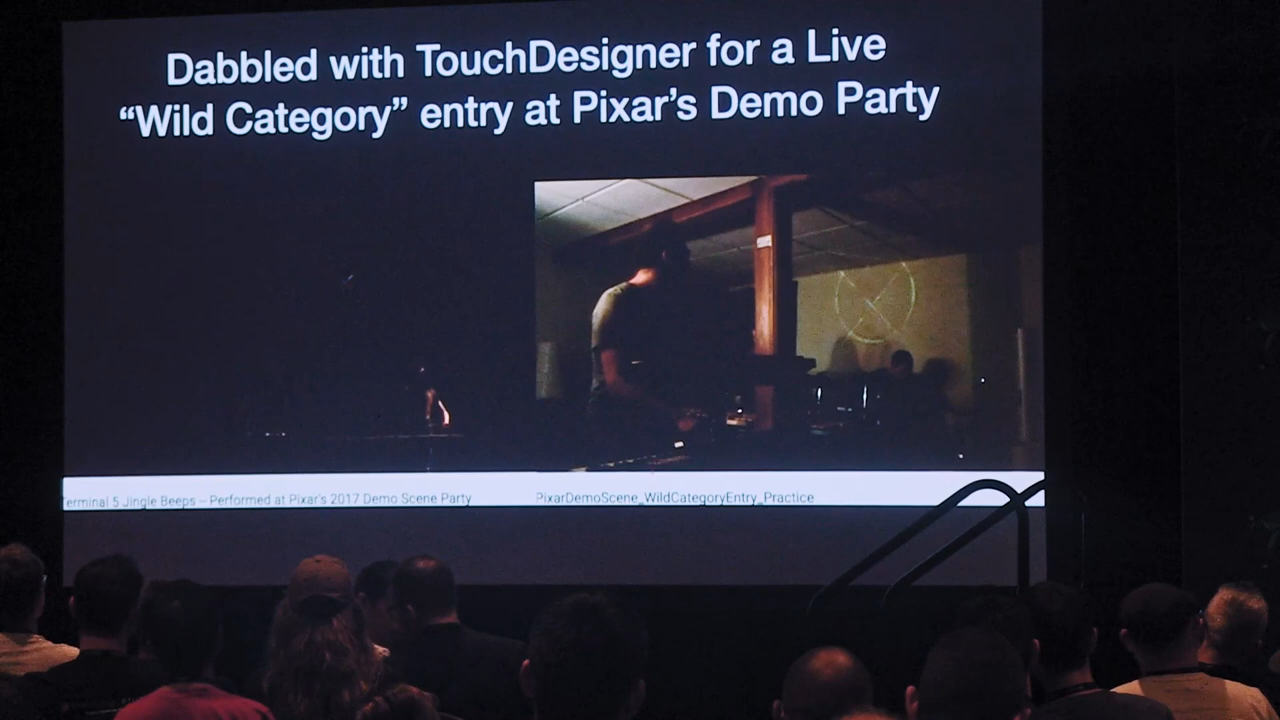 Dabbled with TouchDesigner for a Live
“Wild Category” entry at Pixar’s Demo Party
Terminal 5 Jingle Beeps – Performed at Pixar's 2017 Demo Scene Party
PixarDemoScene_WildCategoryEntry_Practice